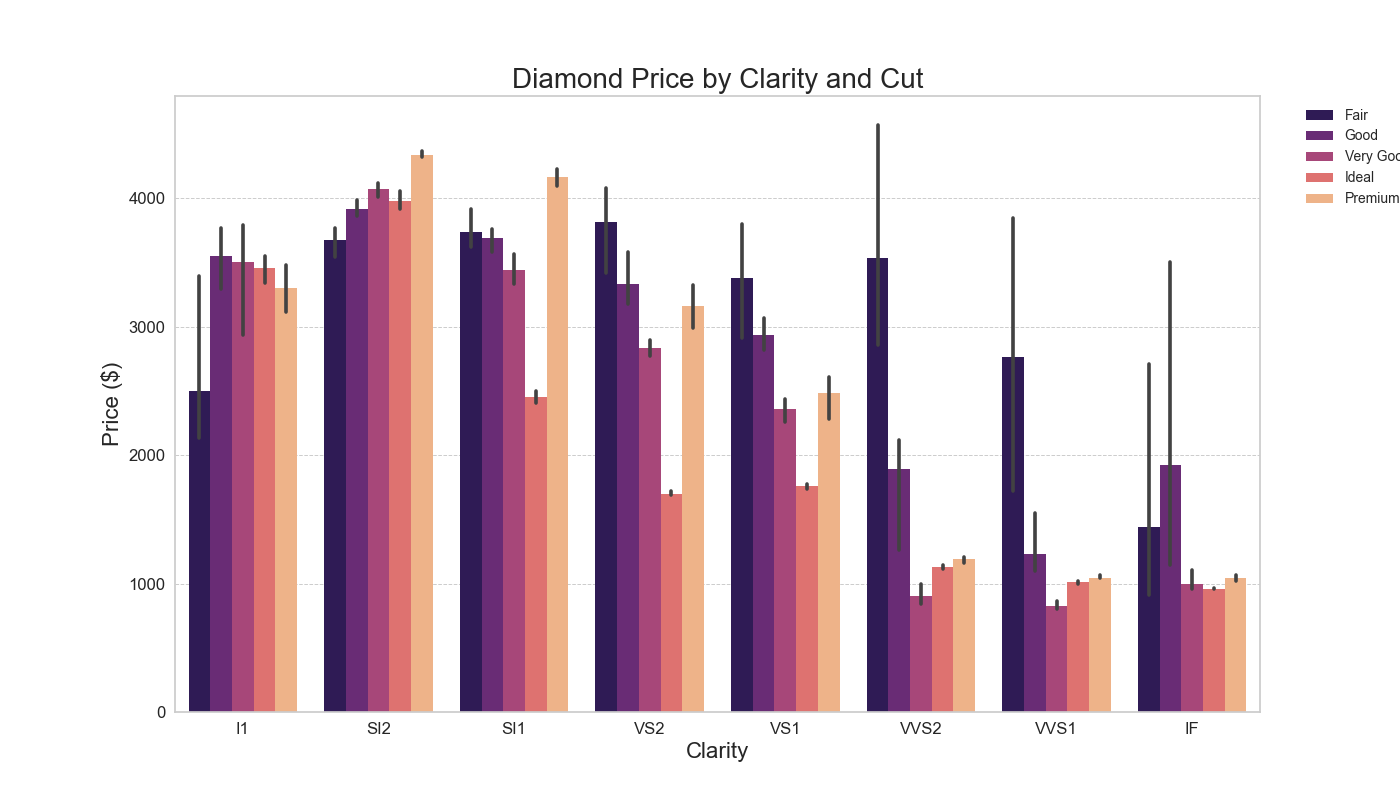 Diamond Price by Clarity and Cut
Fair
Good
Very Goo
Ideal
Premium
Price ($)
4000
3000
2000
1000
0
I1 SI2 SI1 VS2 VS1 VVS2 VVS1 IF
Clarity